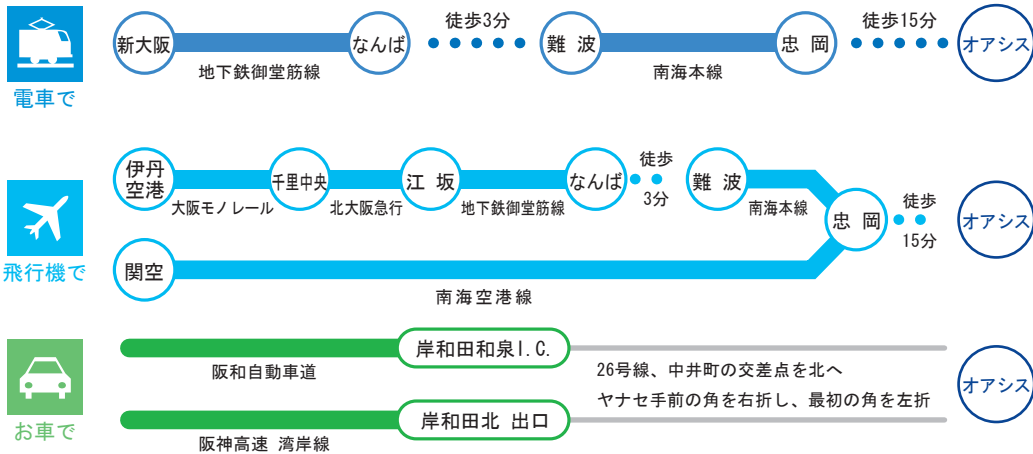 電車で
新大阪
地下鉄御堂筋線
なんば
徒歩3分
難波
南海本線
忠岡
徒歩15分
オアシス
飛行機で
伊丹
空港
大阪モノレール
千里中央
北大阪急行
江坂
地下鉄御堂筋線
なんば
徒歩
3分
難波
南海本線
忠岡
徒歩
15分
オアシス
関空
南海空港線
お車で
阪和自動車道
岸和田和泉I.C.
阪神高速 湾岸線
岸和田北 出口
26号線、中井町の交差点を北へ
ヤナセ手前の角を右折し、最初の角を左折
オアシス